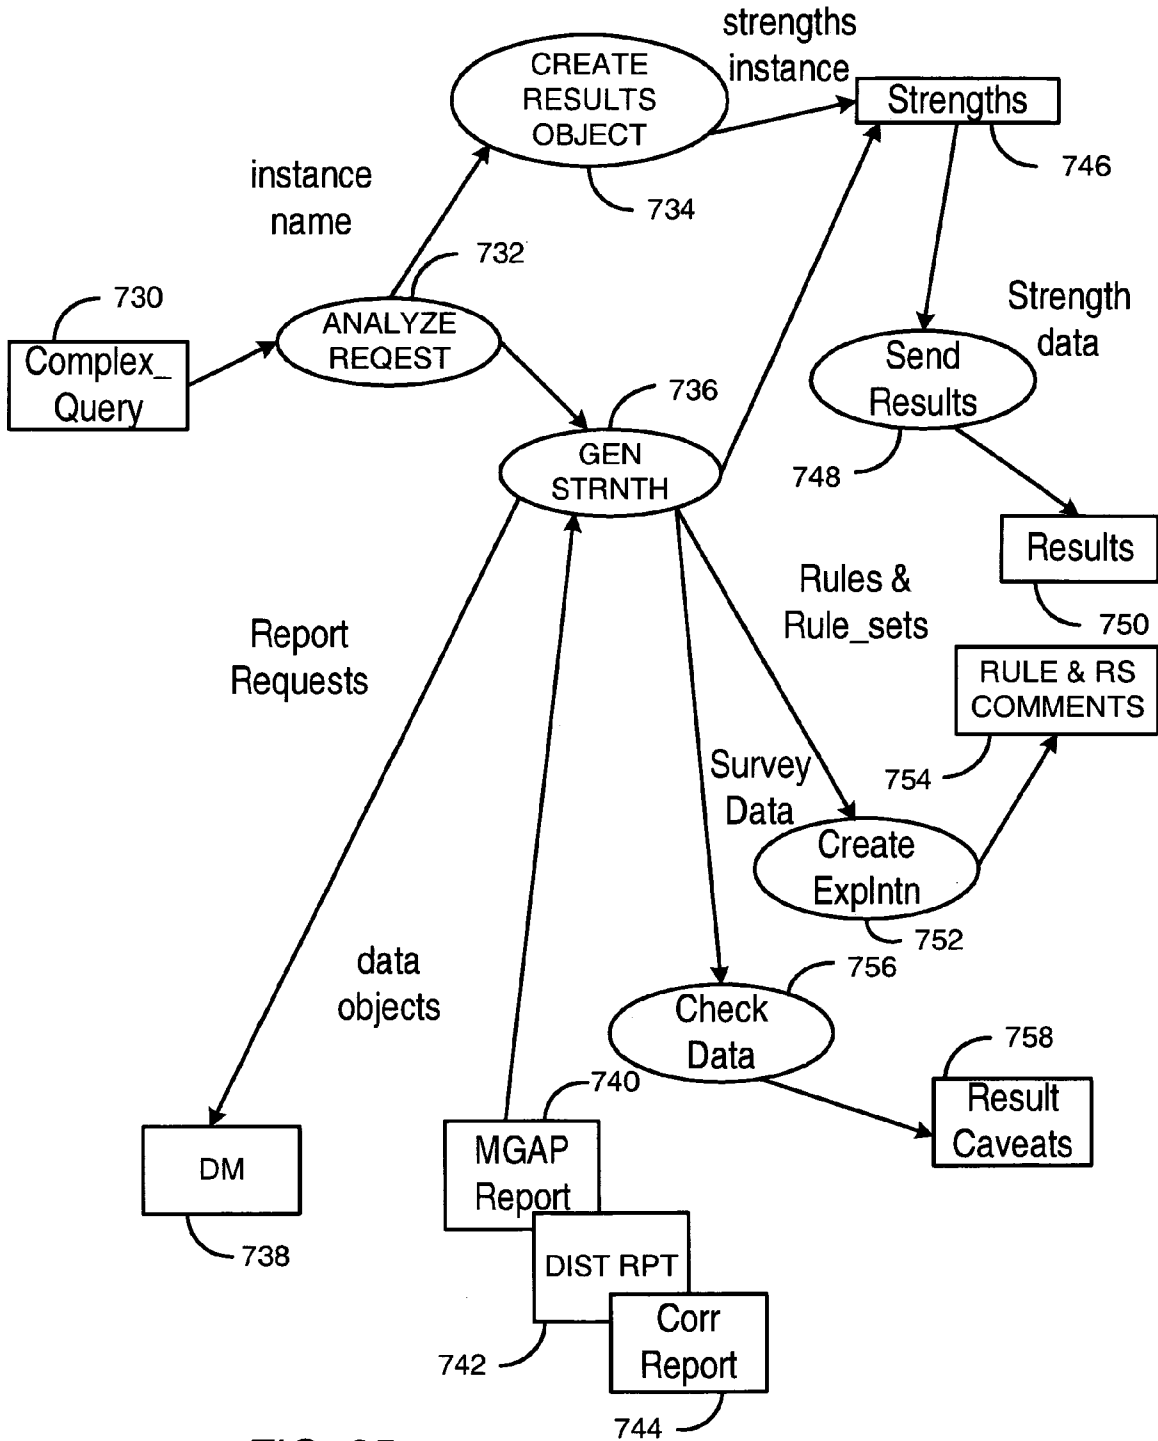 strengths
instance
CREATE
RESULTS
OBJECT
Strengths
746
instance
name
734
732
730
Strength
data
ANALYZE
REQEST
Complex_
Query
Send
Results
736
GEN
STRNTH
748
Results
Rules &
Rule_sets
750
Report
Requests
RULE & RS
COMMENTS
Survey
Data
754
Create
Explntn
752
data
objects
756
Check
Data
758
740
Result
Caveats
MGAP
Report
DM
738
DIST RPT
Corr
Report
742
744